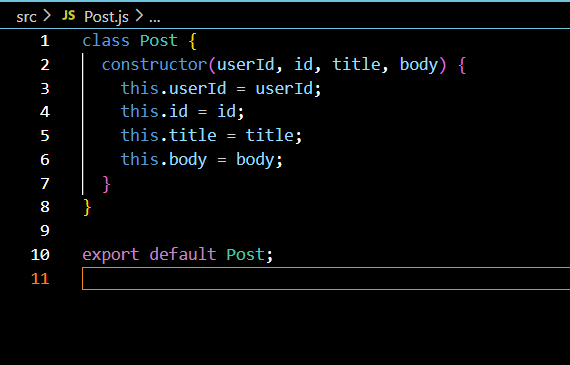 src > JS Post.js > ...
1 class Post {
2   constructor(userId, id, title, body) {
3     this.userId = userId;
4     this.id = id;
5     this.title = title;
6     this.body = body;
7   }
8 }
9
10 export default Post;
11